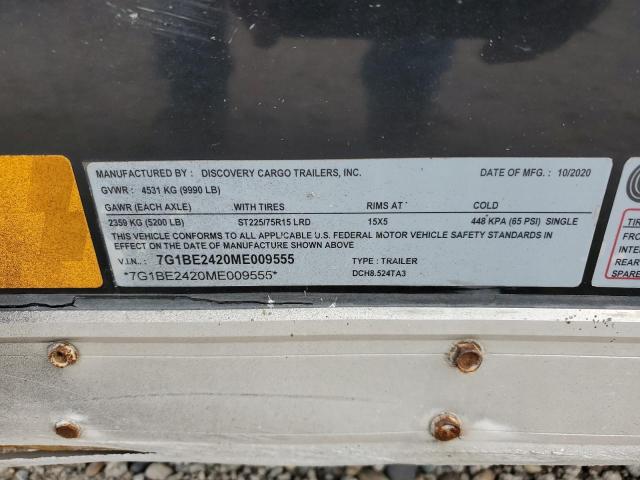 MANUFACTURED BY: DISCOVERY CARGO TRAILERS, INC. DATE OF MFG.: 10/2020
GVWR: 4531 KG (9990 LB)
GAWR (EACH AXLE) WITH TIRES RIMS AT COLD
2359 KG (5200 LB) ST225/75R15 LRD 15X5 448 KPA (65 PSI) SINGLE
THIS VEHICLE CONFORMS TO ALL APPLICABLE U.S. FEDERAL MOTOR VEHICLE SAFETY STANDARDS IN
EFFECT ON THE DATE OF MANUFACTURE SHOWN ABOVE
V.I.N..: 7G1BE2420ME009555 TYPE: TRAILER
*7G1BE2420ME009555* DCH8.524TA3
FRO
REAR
SPARE